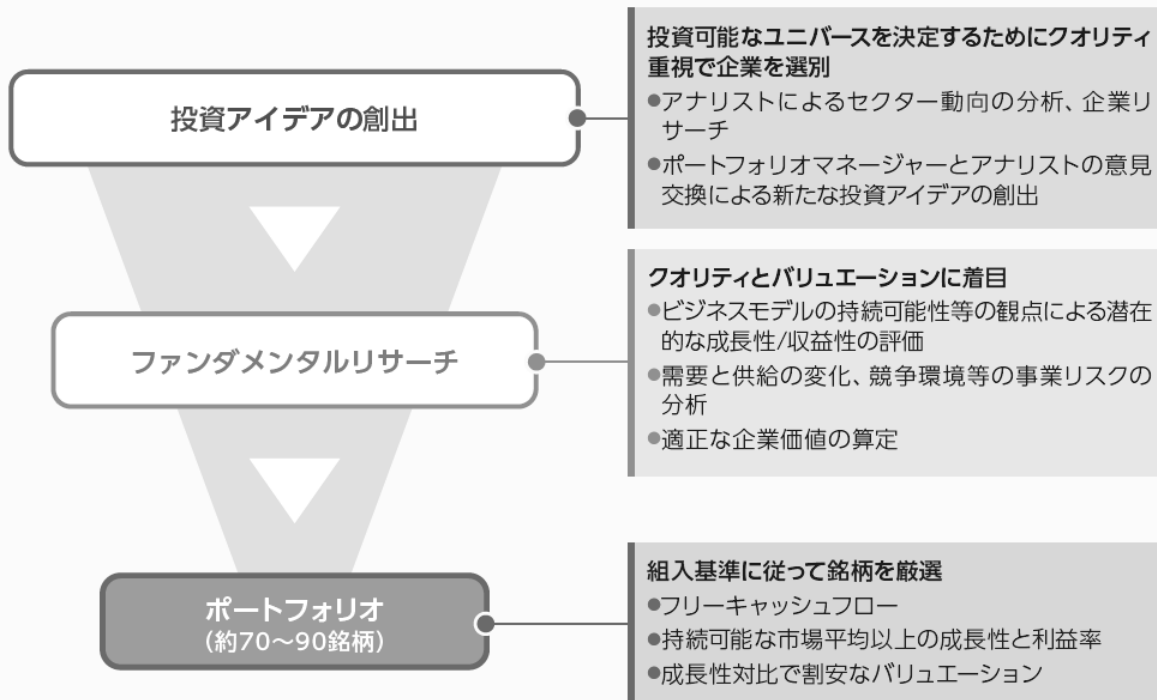 投資アイデアの創出
投資可能なユニバースを決定するためにクオリティ
重視で企業を選別
●アナリストによるセクター動向の分析、企業リ
サーチ
●ポートフォリオマネージャーとアナリストの意見
交換による新たな投資アイデアの創出
ファンダメンタルリサーチ
クオリティとバリュエーションに着目
●ビジネスモデルの持続可能性等の観点による潜在
的な成長性/収益性の評価
●需要と供給の変化、競争環境等の事業リスクの
分析
●適正な企業価値の算定
ポートフォリオ
(約70〜90銘柄)
組入基準に従って銘柄を厳選
●フリーキャッシュフロー
●持続可能な市場平均以上の成長性と利益率
●成長性対比で割安なバリュエーション